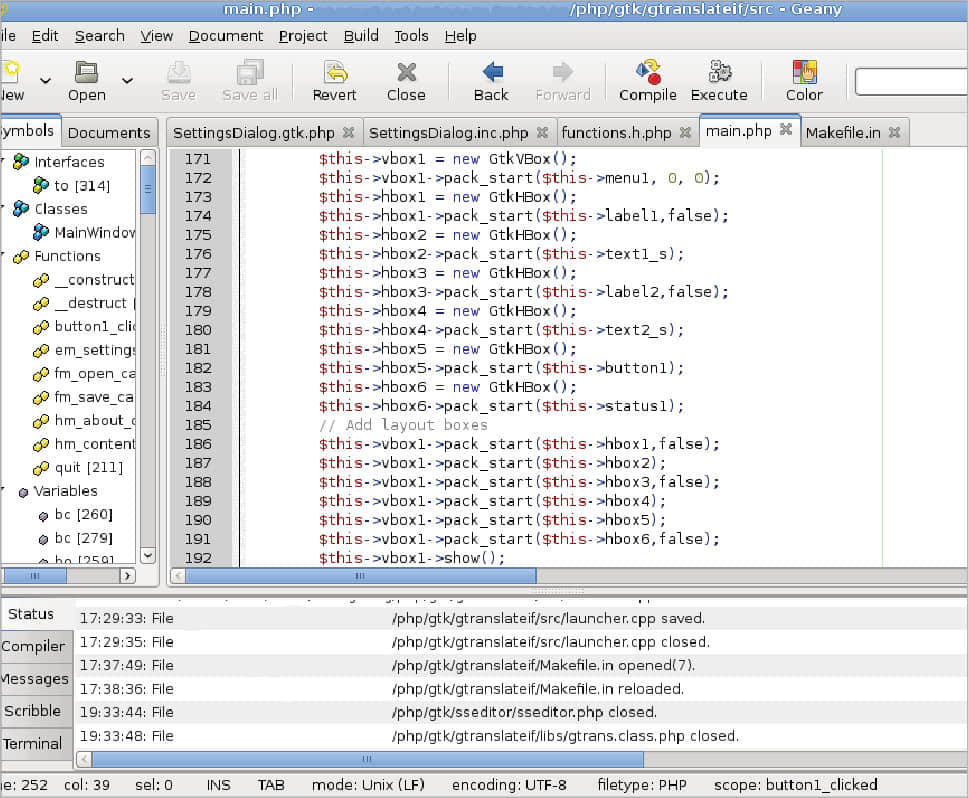 main.php - /php/gtk/gtranslateif/src - Geany
Edit Search View Document Project Build Tools Help
Open Save Save all Revert Close Back Forward Compile Execute Color
Documents SettingsDialog.gtk.php SettingsDialog.inc.php functions.h.php main.php Makefile.in
Interfaces
to [314]
Classes
MainWindow
Functions
__construct
__destruct [
button1_clic
em_settings
fm_open_ca
fm_save_ca
hm_about_c
hm_content
quit [211]
Variables
bc [260]
bc [279]
171 $this->vbox1 = new GtkVBox();
172 $this->vbox1->pack_start($this->menu1, 0, 0);
173 $this->hbox1 = new GtkHBox();
174 $this->hbox1->pack_start($this->label1,false);
175 $this->hbox2 = new GtkHBox();
176 $this->hbox2->pack_start($this->text1_s);
177 $this->hbox3 = new GtkHBox();
178 $this->hbox3->pack_start($this->label2,false);
179 $this->hbox4 = new GtkHBox();
180 $this->hbox4->pack_start($this->text2_s);
181 $this->hbox5 = new GtkHBox();
182 $this->hbox5->pack_start($this->button1);
183 $this->hbox6 = new GtkHBox();
184 $this->hbox6->pack_start($this->status1);
185 // Add layout boxes
186 $this->vbox1->pack_start($this->hbox1,false);
187 $this->vbox1->pack_start($this->hbox2);
188 $this->vbox1->pack_start($this->hbox3,false);
189 $this->vbox1->pack_start($this->hbox4);
190 $this->vbox1->pack_start($this->hbox5);
191 $this->vbox1->pack_start($this->hbox6,false);
192 $this->vbox1->show();
Status
Compiler
Messages
Scribble
Terminal
17:29:33: File /php/gtk/gtranslateif/src/launcher.cpp saved.
17:29:35: File /php/gtk/gtranslateif/src/launcher.cpp closed.
17:37:49: File /php/gtk/gtranslateif/Makefile.in opened(7).
17:38:36: File /php/gtk/gtranslateif/Makefile.in reloaded.
19:33:44: File /php/gtk/sseditor/sseditor.php closed.
19:33:48: File /php/gtk/gtranslateif/libs/gtrans.class.php closed.
ne: 252 col: 39 sel: 0 INS TAB mode: Unix (LF) encoding: UTF-8 filetype: PHP scope: button1_clicked